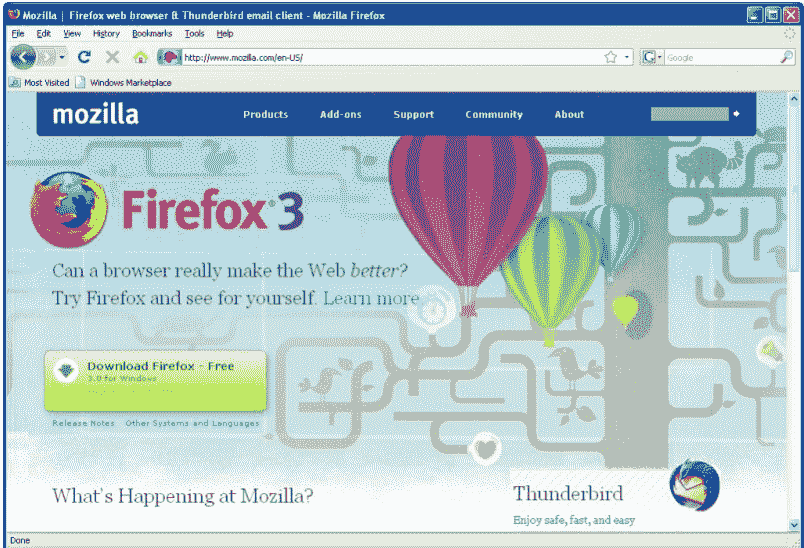 Mozilla | Firefox web browser & Thunderbird email client - Mozilla Firefox
File Edit View History Bookmarks Tools Help
http://www.mozilla.com/en-US/
G Google
Most Visited Windows Marketplace
mozilla Products Add-ons Support Community About
Firefox® 3
Can a browser really make the Web better?
Try Firefox and see for yourself. Learn more
Download Firefox - Free
3.0 for Windows
Release Notes Other Systems and Languages
What's Happening at Mozilla?
Thunderbird
Enjoy safe, fast, and easy
Done